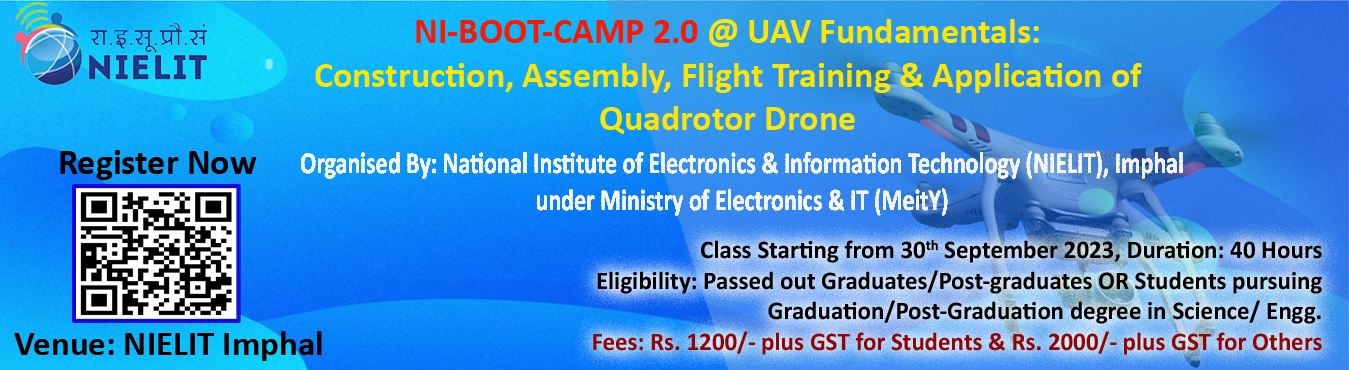 रा.इ.सू.प्रौ.सं
NIELIT
NI-BOOT-CAMP 2.0 @ UAV Fundamentals:
Construction, Assembly, Flight Training & Application of
Quadrotor Drone
Register Now
Organised By: National Institute of Electronics & Information Technology (NIELIT), Imphal
under Ministry of Electronics & IT (MeitY)
Class Starting from 30th September 2023, Duration: 40 Hours
Eligibility: Passed out Graduates/Post-graduates OR Students pursuing
Graduation/Post-Graduation degree in Science/ Engg.
Fees: Rs. 1200/- plus GST for Students & Rs. 2000/- plus GST for Others
Venue: NIELIT Imphal